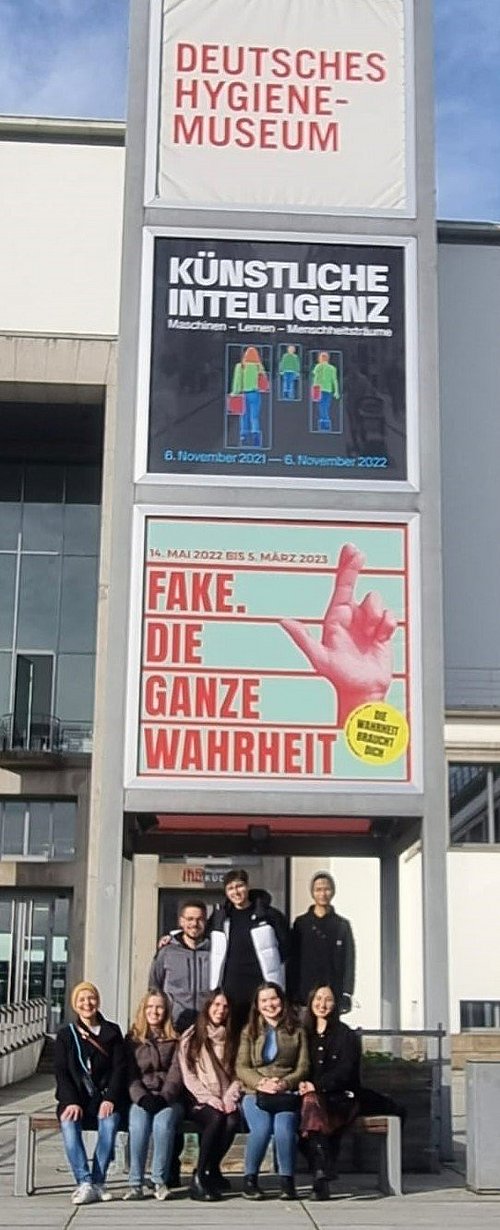 DEUTSCHES
HYGIENE-
MUSEUM
KÜNSTLICHE
INTELLIGENZ
Maschinen – Lernen – Menschheitsträume
6. November 2021 — 6. November 2022
14. MAI 2022 BIS 5. MÄRZ 2023
FAKE.
DIE
GANZE
WAHRHEIT
DIE
WAHRHEIT
BRAUCHT
DICH